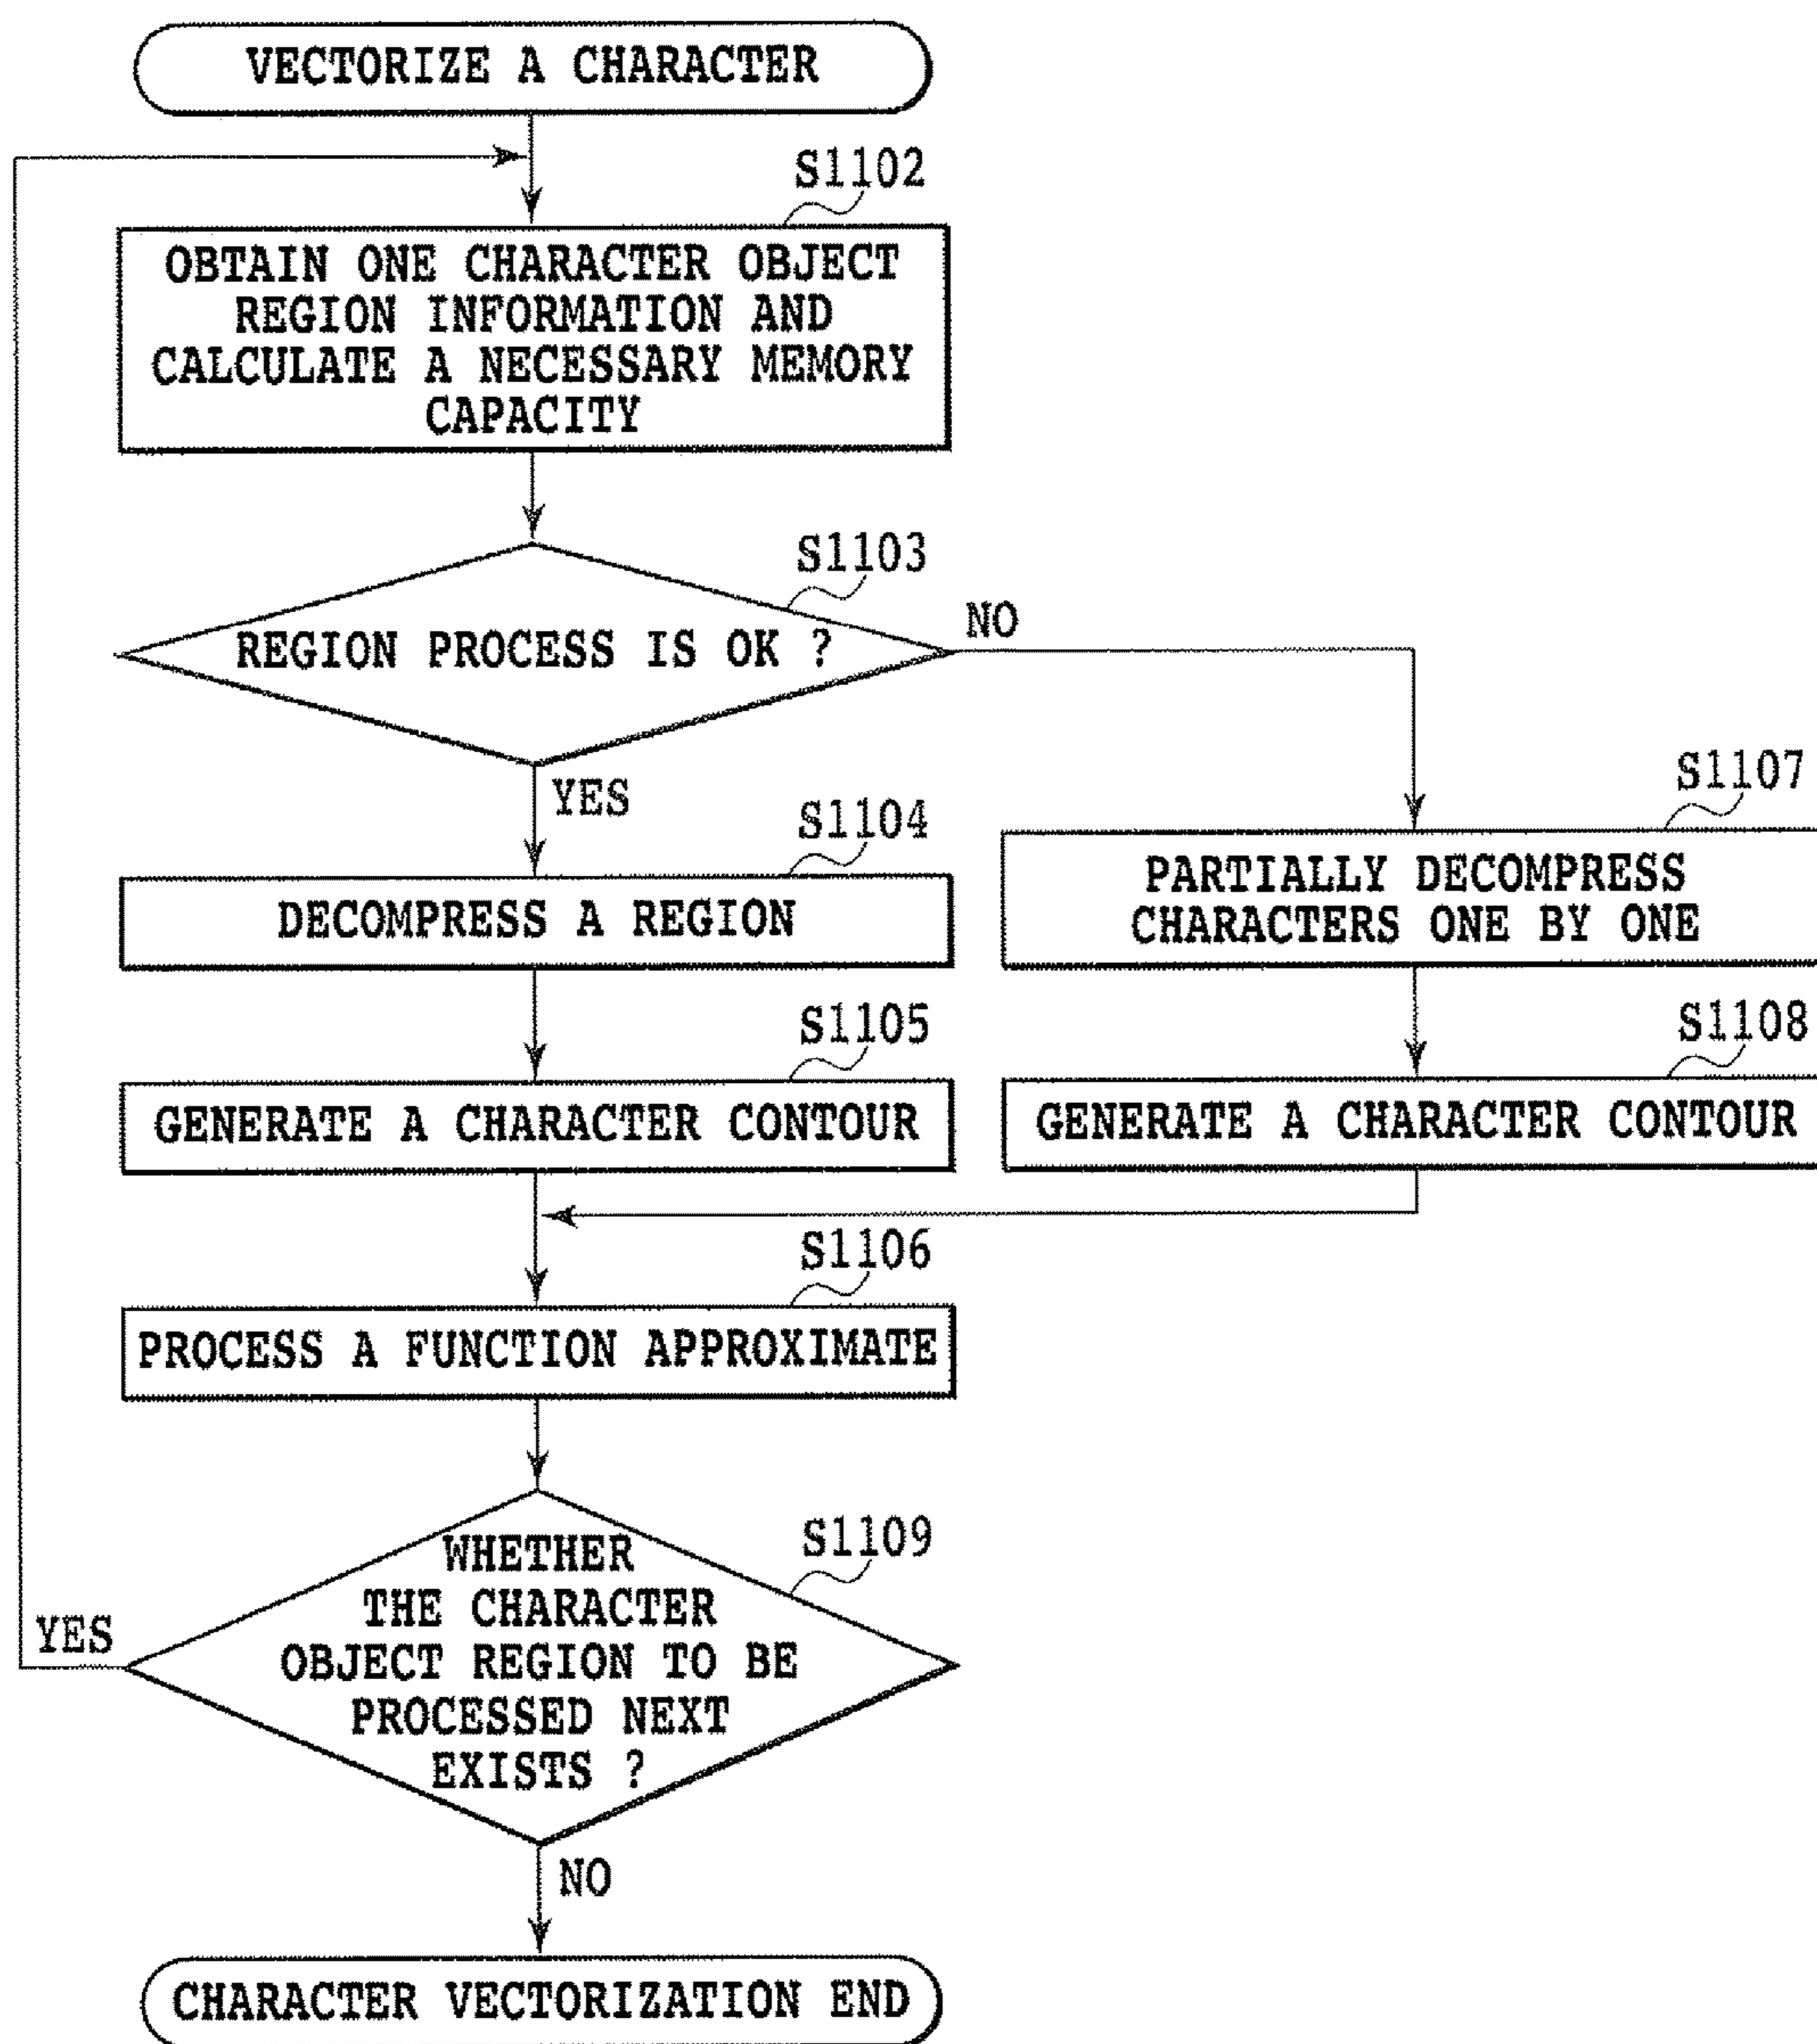 VECTORIZE A CHARACTER
S1102
OBTAIN ONE CHARACTER OBJECT
REGION INFORMATION AND
CALCULATE A NECESSARY MEMORY
CAPACITY
S1103
REGION PROCESS IS OK ?
NO
YES
S1104
DECOMPRESS A REGION
S1107
PARTIALLY DECOMPRESS
CHARACTERS ONE BY ONE
S1105
GENERATE A CHARACTER CONTOUR
S1108
GENERATE A CHARACTER CONTOUR
S1106
PROCESS A FUNCTION APPROXIMATE
S1109
WHETHER
THE CHARACTER
OBJECT REGION TO BE
PROCESSED NEXT
EXISTS ?
YES
NO
CHARACTER VECTORIZATION END